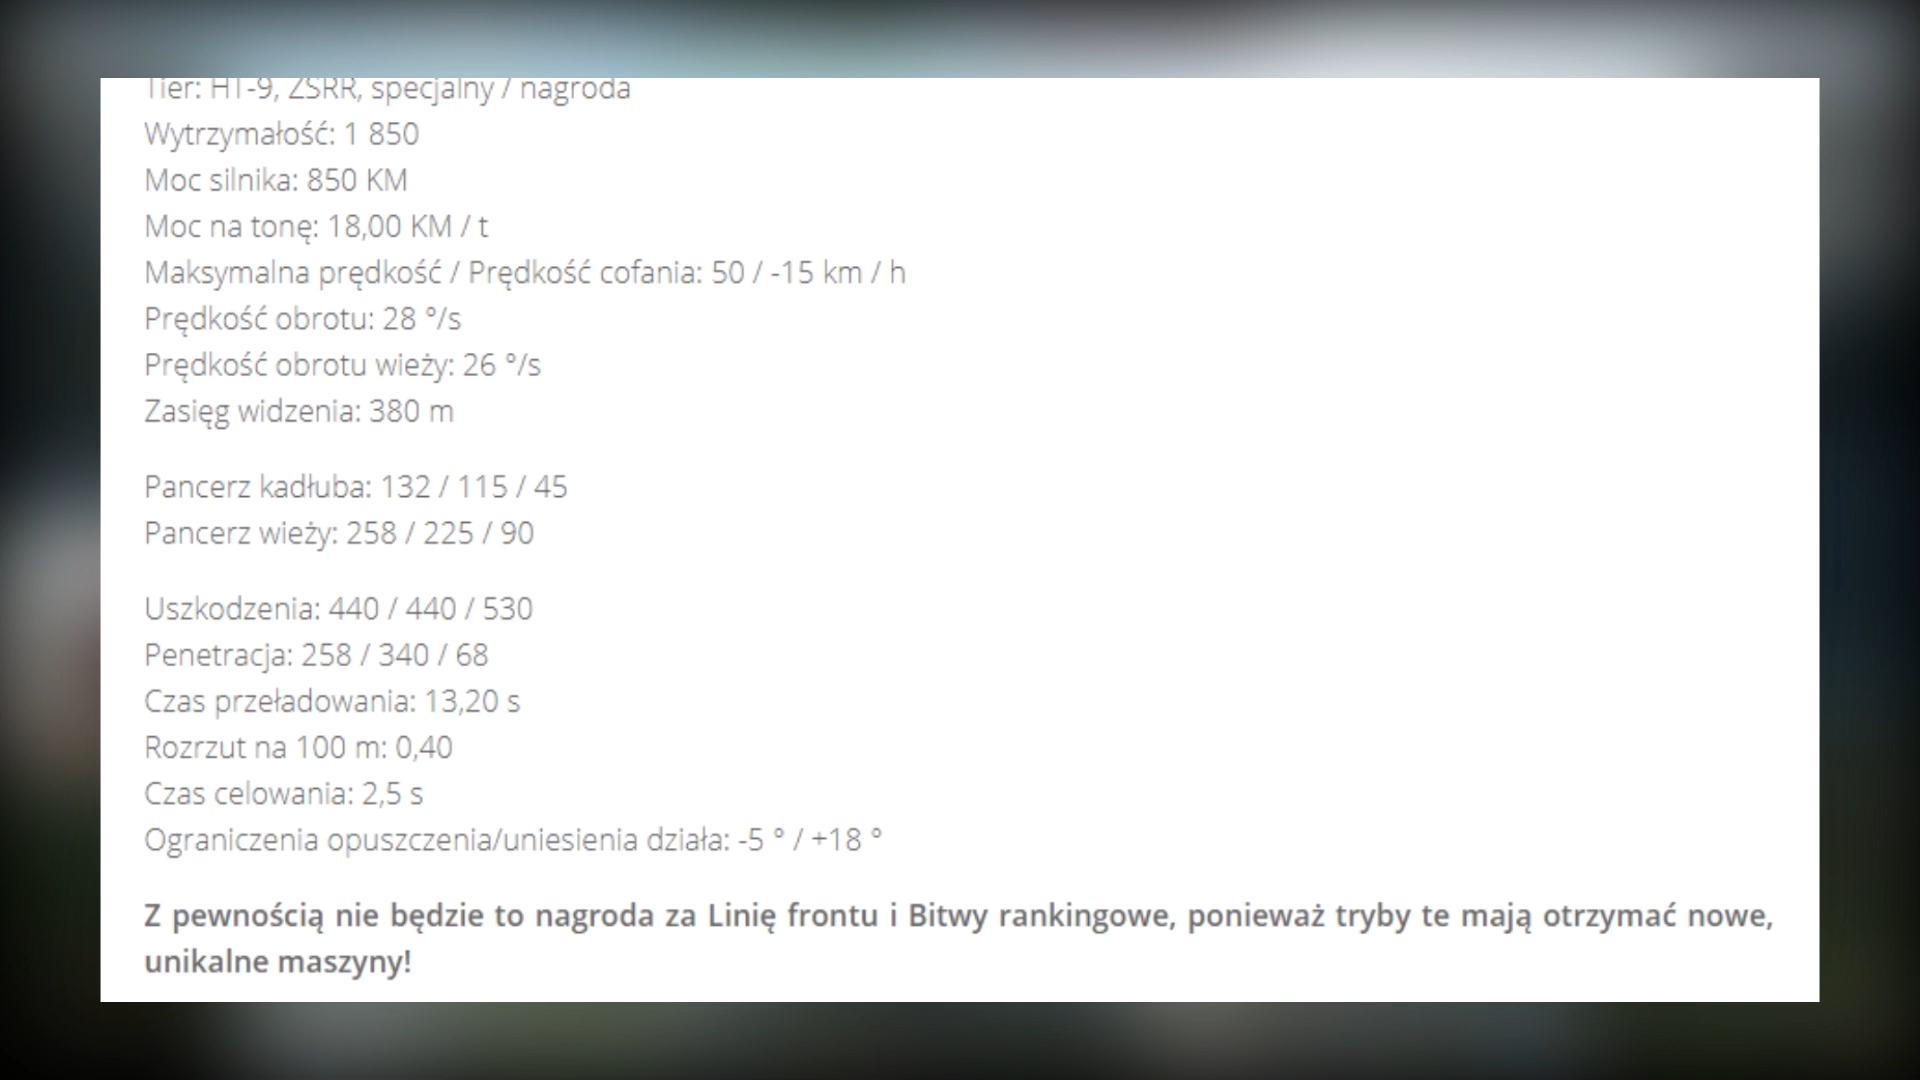 Tier: HT-9, ZSRR, specjalny / nagroda
Wytrzymałość: 1 850
Moc silnika: 850 KM
Moc na tonę: 18,00 KM / t
Maksymalna prędkość / Prędkość cofania: 50 / -15 km / h
Prędkość obrotu: 28 °/s
Prędkość obrotu wieży: 26 °/s
Zasięg widzenia: 380 m
Pancerz kadłuba: 132 / 115 / 45
Pancerz wieży: 258 / 225 / 90
Uszkodzenia: 440 / 440 / 530
Penetracja: 258 / 340 / 68
Czas przeładowania: 13,20 s
Rozrzut na 100 m: 0,40
Czas celowania: 2,5 s
Ograniczenia opuszczenia/uniesienia działa: -5 ° / +18 °
Z pewnością nie będzie to nagroda za Linię frontu i Bitwy rankingowe, ponieważ tryby te mają otrzymać nowe,
unikalne maszyny!